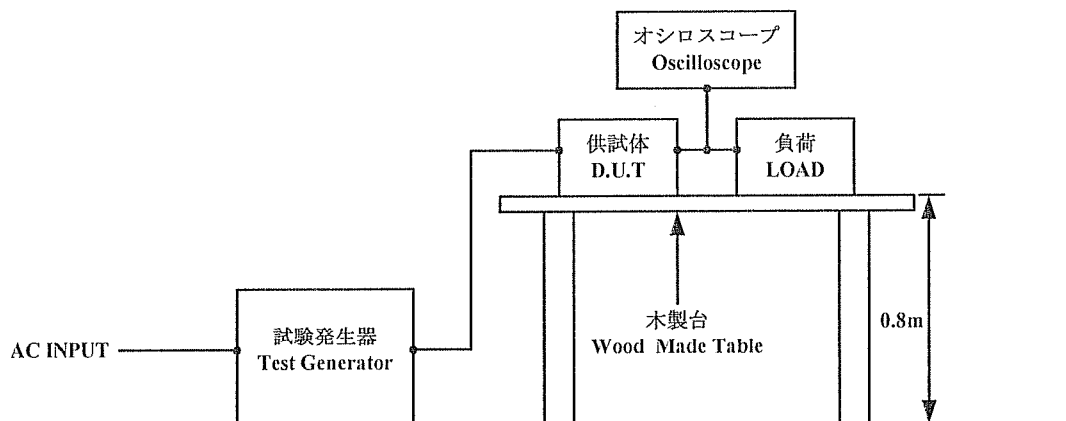 オシロスコープ
Oscilloscope
供試体
D.U.T
負荷
LOAD
試験発生器
Test Generator
AC INPUT
木製台
Wood Made Table
0.8m